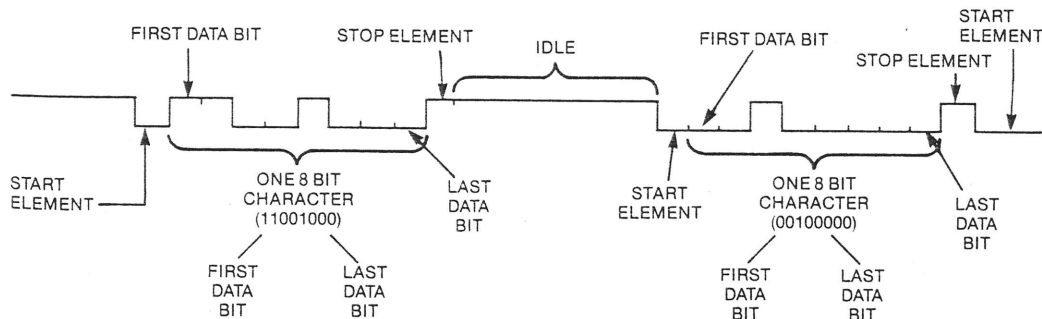 FIRST DATA BIT
STOP ELEMENT
IDLE
FIRST DATA BIT
START
ELEMENT
STOP ELEMENT
START
ELEMENT
ONE 8 BIT
CHARACTER
(11001000)
LAST
DATA
BIT
FIRST
DATA
BIT
LAST
DATA
BIT
START
ELEMENT
ONE 8 BIT
CHARACTER
(00100000)
LAST
DATA
BIT
FIRST
DATA
BIT
LAST
DATA
BIT